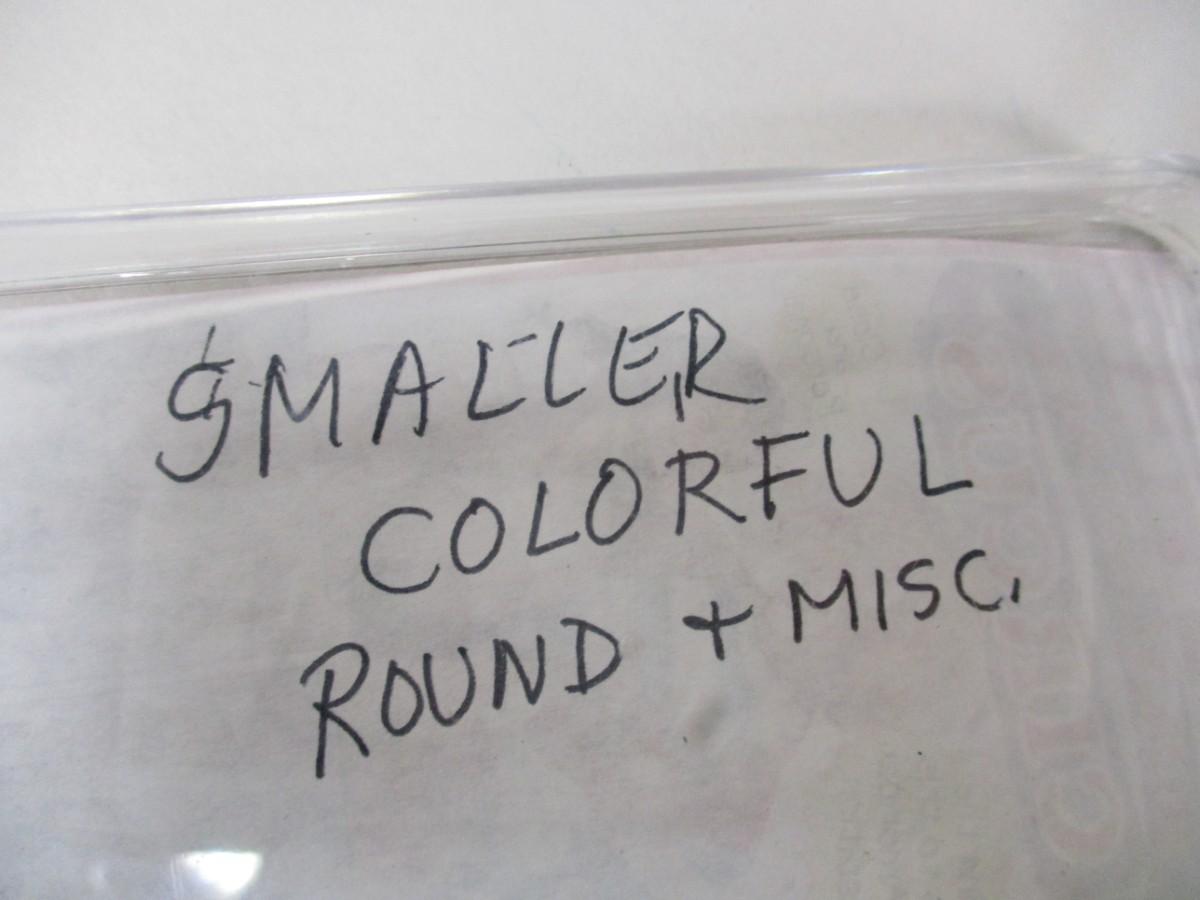 SMALLER
COLORFUL
ROUND + MISC.